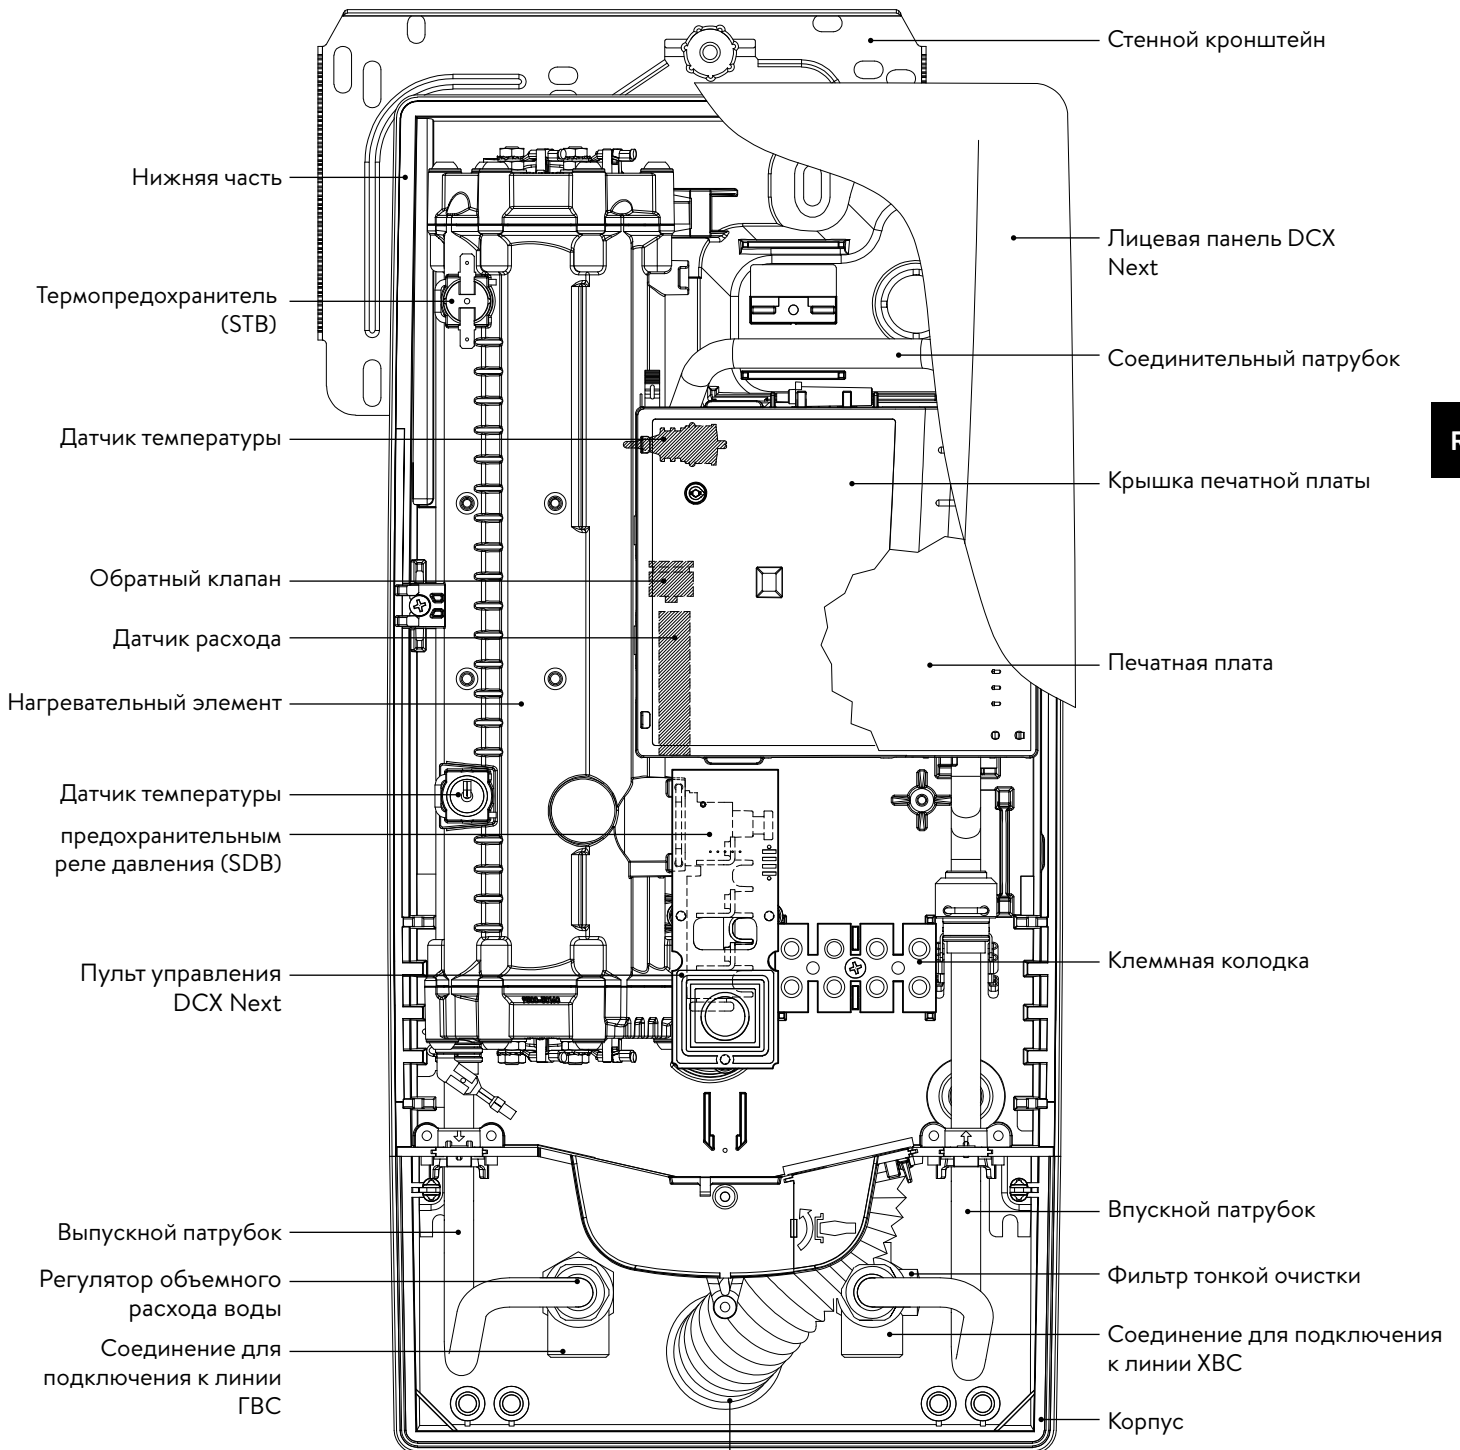 Стенной кронштейн
Нижняя часть
Лицевая панель DCX
Next
Термопредохранитель
(STB)
Соединительный патрубок
Датчик температуры
R
Крышка печатной платы
Обратный клапан
Датчик расхода
Печатная плата
Нагревательный элемент
Датчик температуры
предохранительным
реле давления (SDB)
Клеммная колодка
Пульт управления
DCX Next
Впускной патрубок
Выпускной патрубок
Регулятор объемного
расхода воды
Фильтр тонкой очистки
Соединение для подключения
к линии ХВС
Соединение для
подключения к линии
ГВС
Корпус